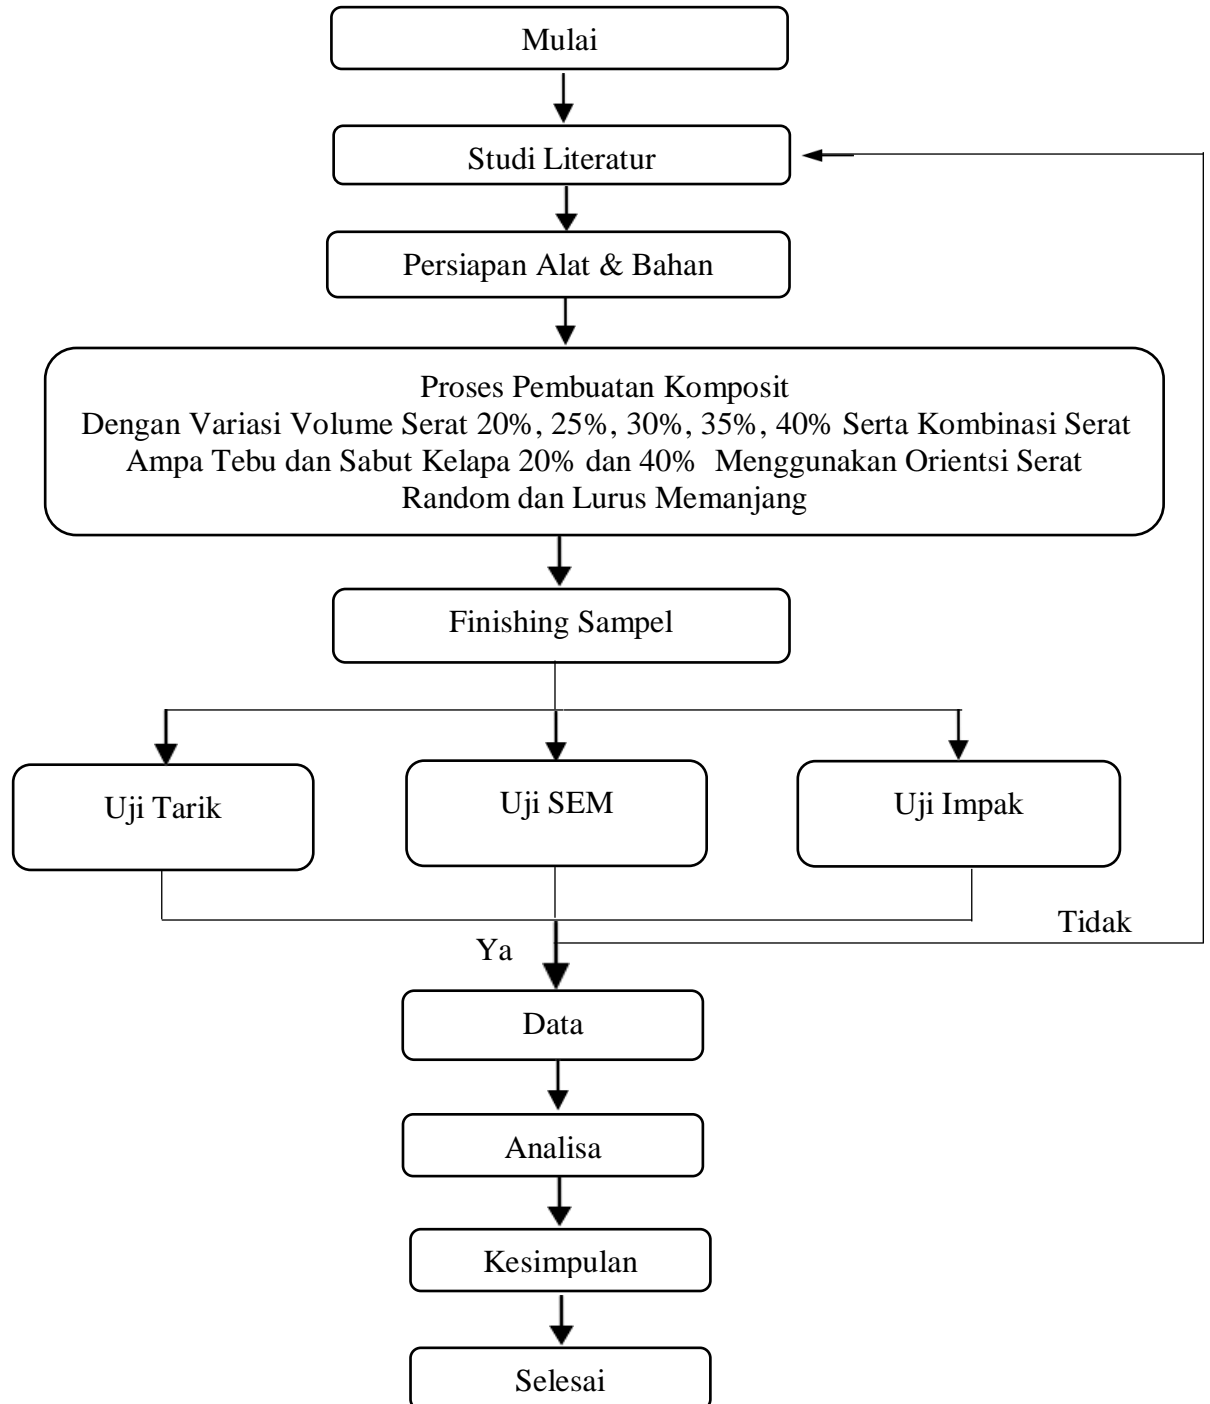 Mulai
Studi Literatur
Persiapan Alat & Bahan
Proses Pembuatan Komposit
Dengan Variasi Volume Serat 20%, 25%, 30%, 35%, 40% Serta Kombinasi Serat
Ampa Tebu dan Sabut Kelapa 20% dan 40% Menggunakan Orientsi Serat
Random dan Lurus Memanjang
Finishing Sampel
Uji Tarik
Uji SEM
Uji Impak
Tidak
Ya
Data
Analisa
Kesimpulan
Selesai